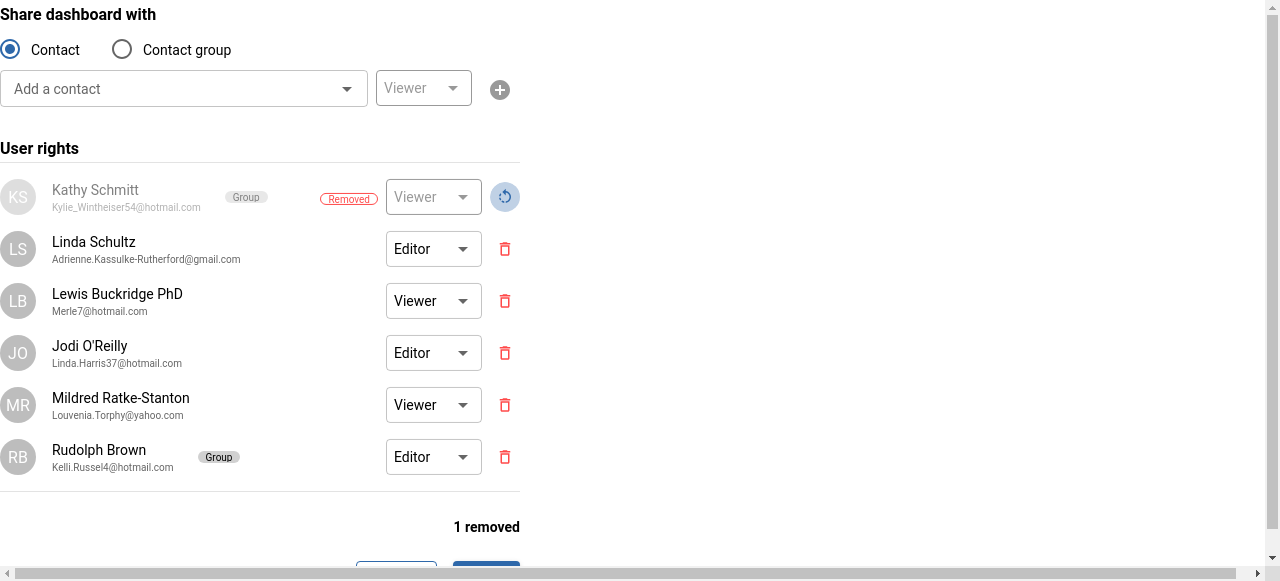 Share dashboard with
Contact
Contact group
Add a contact
Viewer
User rights
KS
Kathy Schmitt
Kylie_Wintheiser54@hotmail.com
Group
Removed
Viewer
LS
Linda Schultz
Adrienne.Kassulke-Rutherford@gmail.com
Editor
LB
Lewis Buckridge PhD
Merle7@hotmail.com
Viewer
JO
Jodi O'Reilly
Linda.Harris37@hotmail.com
Editor
MR
Mildred Ratke-Stanton
Louvenia.Torphy@yahoo.com
Viewer
RB
Rudolph Brown
Kelli.Russel4@hotmail.com
Group
Editor
1 removed